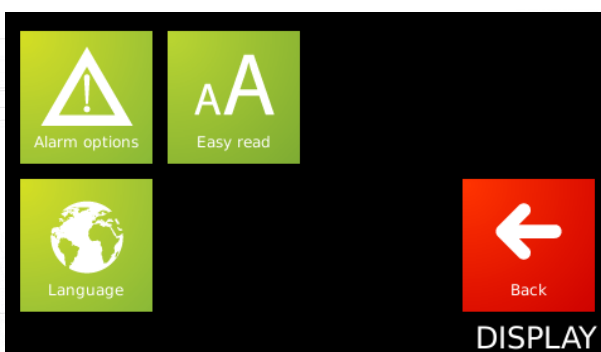 AA
Alarm options
Easy read
Language
Back
DISPLAY